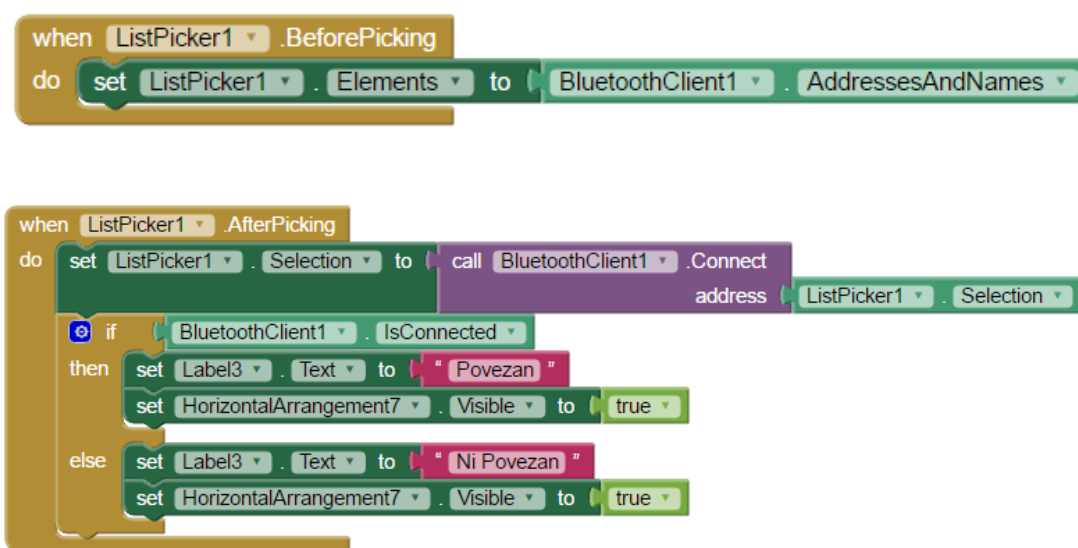 when ListPicker1 .BeforePicking
do set ListPicker1 . Elements to BluetoothClient1 . AddressesAndNames
when ListPicker1 .AfterPicking
do set ListPicker1 . Selection to call BluetoothClient1 .Connect
address ListPicker1 . Selection
if BluetoothClient1 . IsConnected
then set Label3 . Text to " Povezan "
set HorizontalArrangement7 . Visible to true
else set Label3 . Text to " Ni Povezan "
set HorizontalArrangement7 . Visible to true